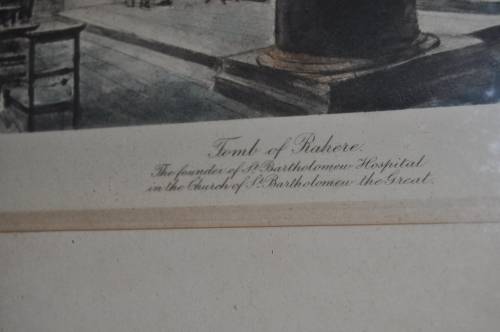 Tomb of Rahere.
The founder of St. Bartholomew Hospital
in the Church of St. Bartholomew the Great.